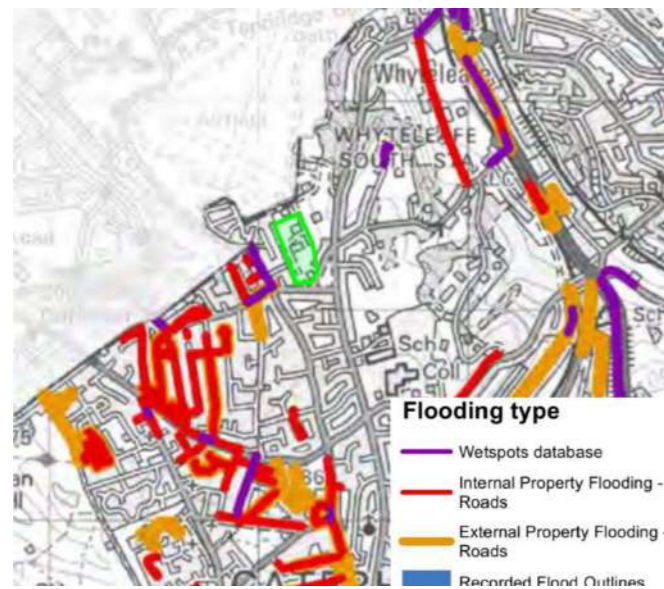 Whyteleafe
WHYTELEAFE
SOUTH STA
LC
Sch
Sch
Coll
Flooding type
Wetspots database
Internal Property Flooding -
Roads
External Property Flooding -
Roads
Recorded Flood Outlines